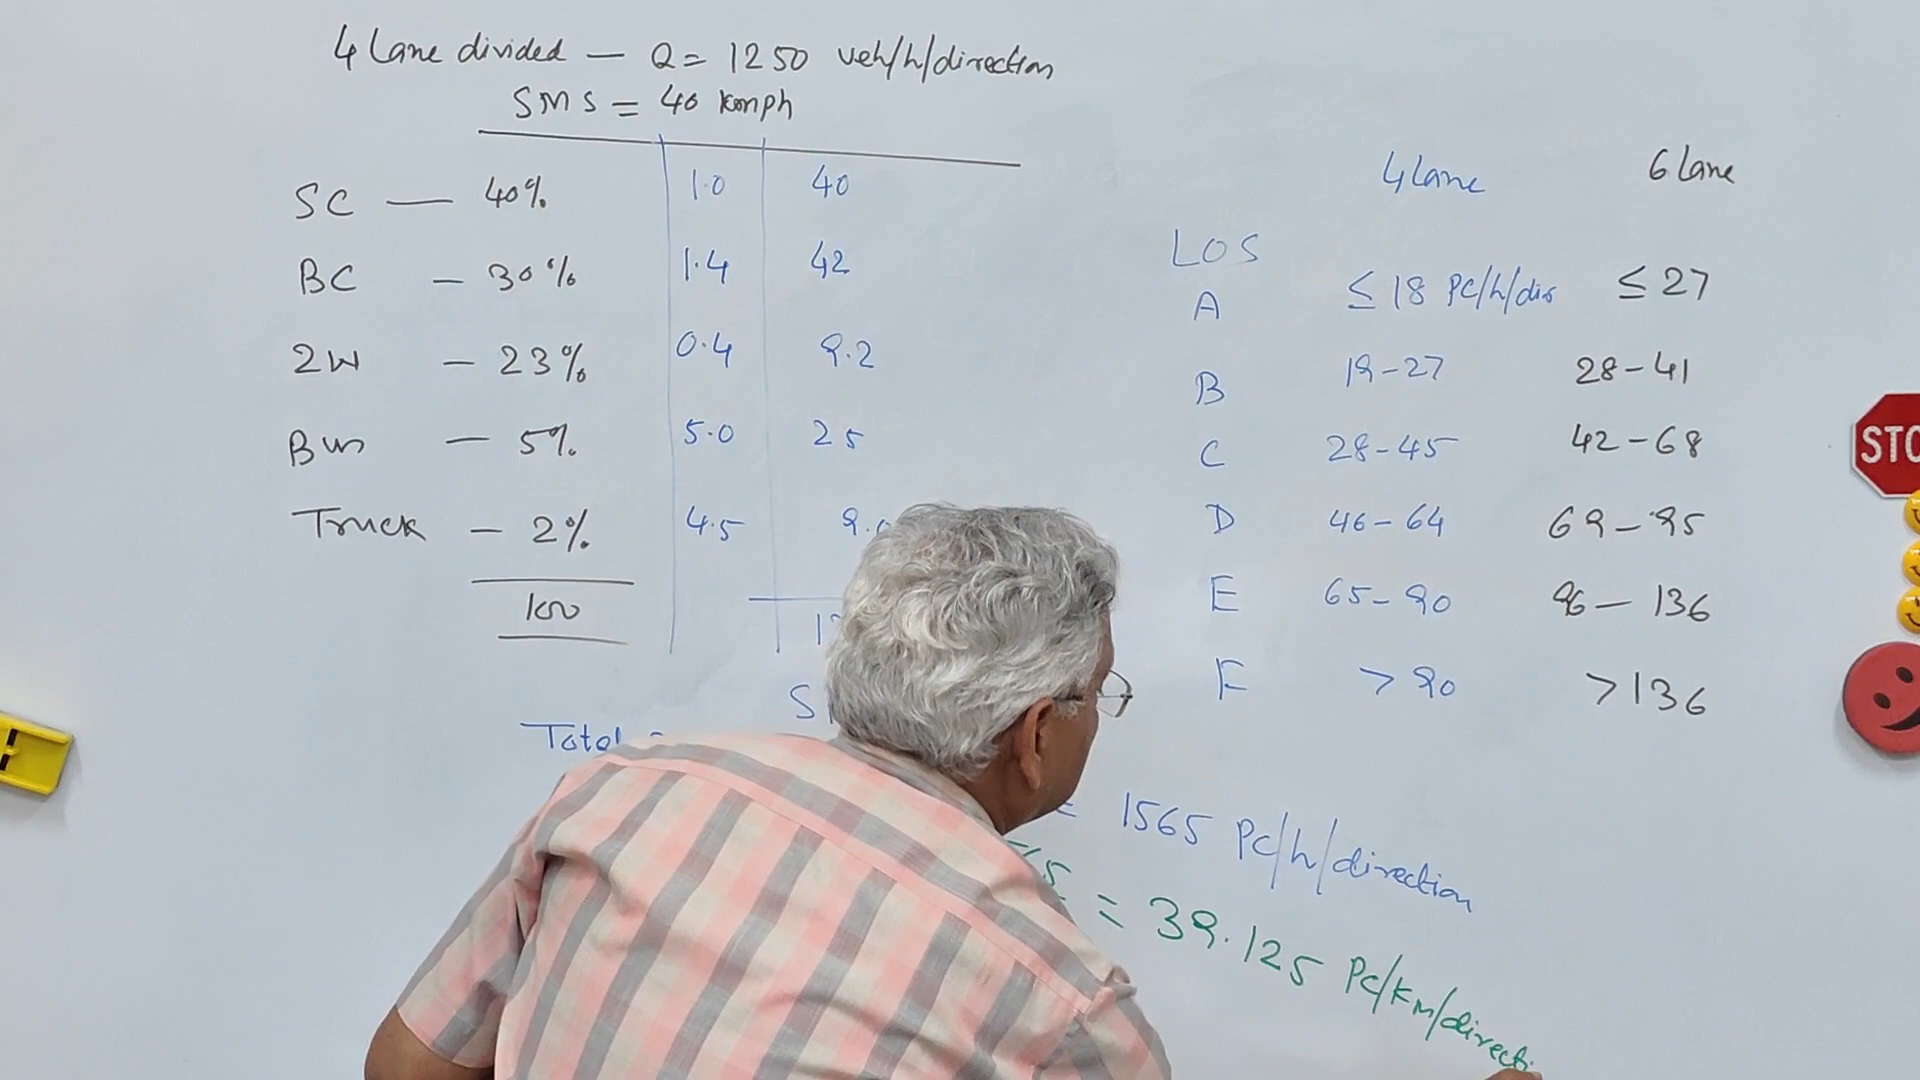 4 Lane divided — Q = 1250 veh/h/direction
SMS = 40 kmph
SC — 40% 1.0 40
BC - 30% 1.4 42
2W - 23% 0.4 9.2
Bus - 5% 5.0 25
Truck - 2% 4.5 9.
100
Total
= 1565 PC/h/direction
= 39.125 PC/km/directi
4 Lane 6 Lane
LOS
A ≤ 18 PC/h/dir ≤ 27
B 19-27 28-41
C 28-45 42-68
D 46-64 69-95
E 65-90 96-136
F > 90 > 136
STO